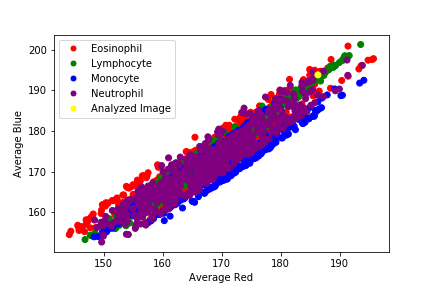 Eosinophil
Lymphocyte
Monocyte
Neutrophil
Analyzed Image
200
190
180
170
160
Average Blue
150
160
170
180
190
Average Red